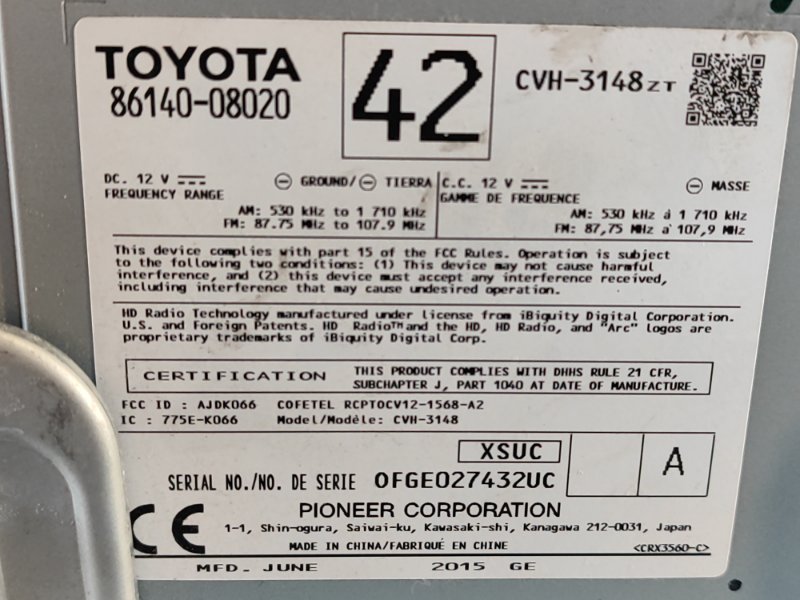 TOYOTA
86140-08020
42
CVH-3148ZT
DC. 12 V ⎓ ⊖ GROUND/⊖ TIERRA
FREQUENCY RANGE
AM: 530 kHz to 1 710 kHz
FM: 87.75 MHz to 107.9 MHz
C.C. 12 V ⎓ ⊖ MASSE
GAMME DE FREQUENCE
AM: 530 kHz á 1 710 kHz
FM: 87,75 MHz a' 107,9 MHz
This device complies with part 15 of the FCC Rules. Operation is subject
to the following two conditions: (1) This device may not cause harmful
interference, and (2) this device must accept any interference received,
including interference that may cause undesired operation.
HD Radio Technology manufactured under license from iBiquity Digital Corporation.
U.S. and Foreign Patents. HD Radio™ and the HD, HD Radio, and "Arc" logos are
proprietary trademarks of iBiquity Digital Corp.
CERTIFICATION
THIS PRODUCT COMPLIES WITH DHHS RULE 21 CFR,
SUBCHAPTER J, PART 1040 AT DATE OF MANUFACTURE.
FCC ID : AJDK066 COFETEL RCPTOCV12-1568-A2
IC : 775E-K066 Model/Modèle: CVH-3148
XSUC
A
SERIAL NO./NO. DE SERIE OFGE027432UC
CE
PIONEER CORPORATION
1-1, Shin-ogura, Saiwai-ku, Kawasaki-shi, Kanagawa 212-0031, Japan
MADE IN CHINA/FABRIQUÉ EN CHINE
<CRX3560-C>
MFD. JUNE 2015 GE